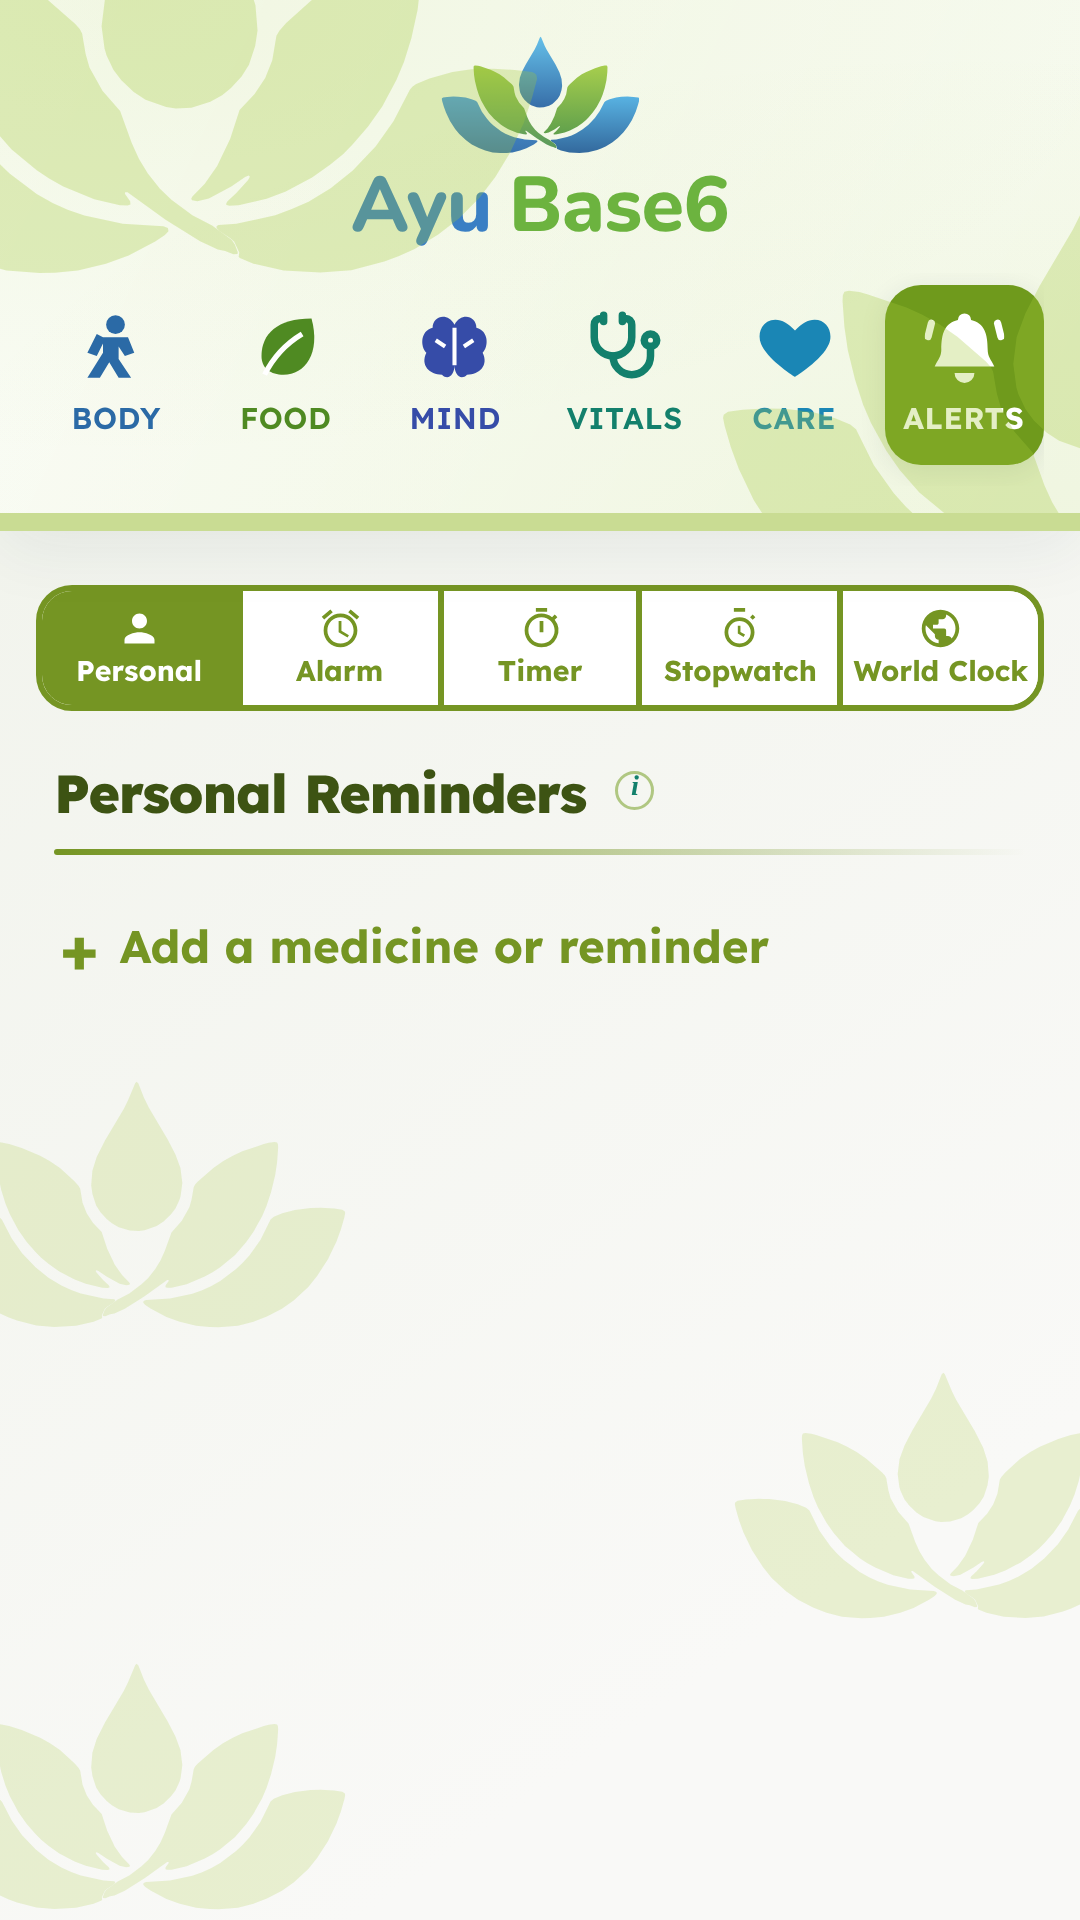 Ayu Base6
BODY FOOD MIND VITALS CARE ALERTS
Personal Alarm Timer Stopwatch World Clock
Personal Reminders i
+ Add a medicine or reminder